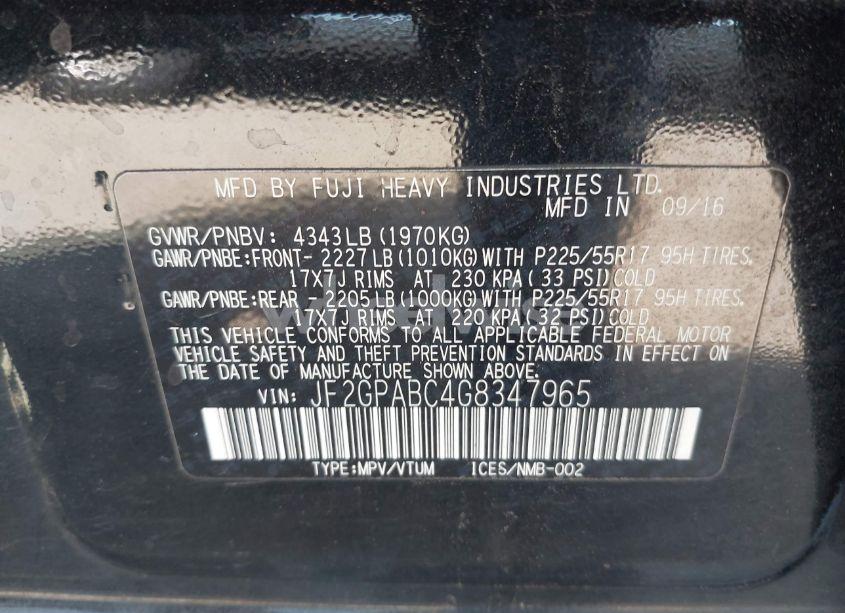 MFD BY FUJI HEAVY INDUSTRIES LTD.
MFD IN 09/16
GVWR/PNBV: 4343LB(1970KG)
GAWR/PNBE:FRONT- 2227LB(1010KG)WITH P225/55R17 95H TIRES.
17X7J RIMS AT 230 KPA(33 PSI)COLD
GAWR/PNBE:REAR - 2205LB(1000KG)WITH P225/55R17 95H TIRES.
17X7J RIMS AT 220 KPA(32 PSI)COLD
THIS VEHICLE CONFORMS TO ALL APPLICABLE FEDERAL MOTOR
VEHICLE SAFETY AND THEFT PREVENTION STANDARDS IN EFFECT ON
THE DATE OF MANUFACTURE SHOWN ABOVE.
VIN: JF2GPABC4G8347965
TYPE:MPV/VTUM ICES/NMB-002